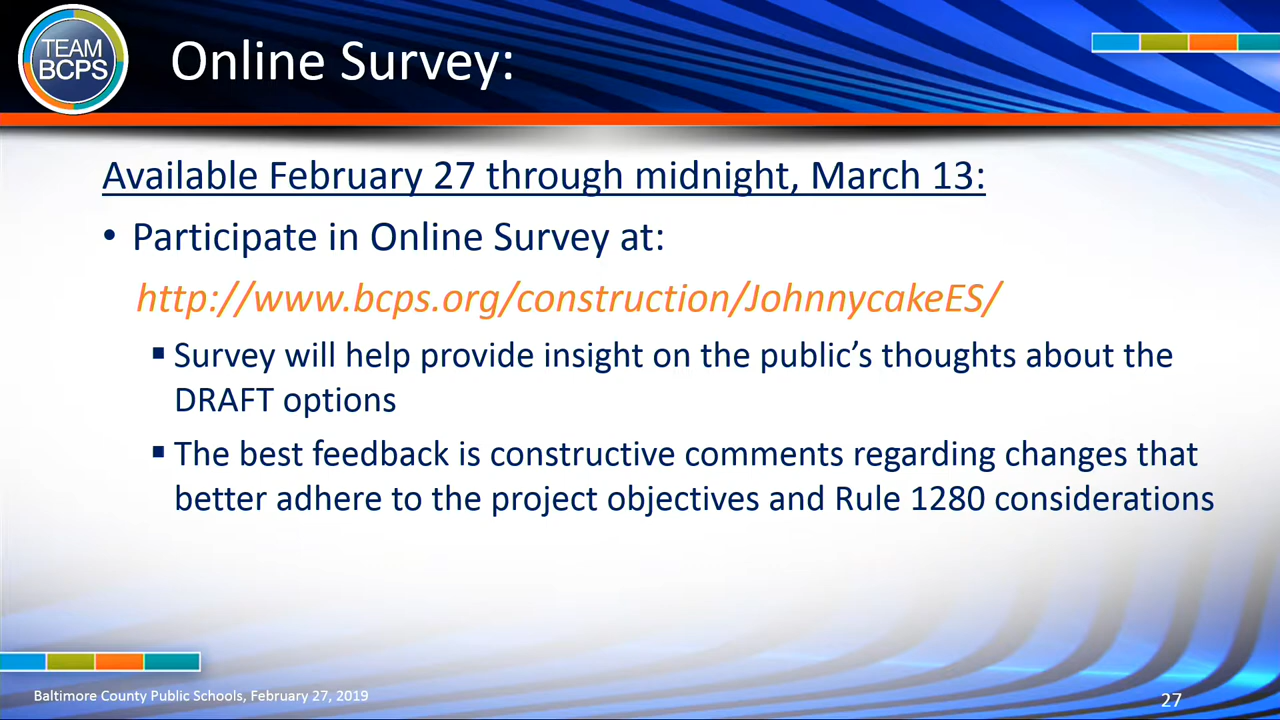 TEAM
BCPS
Online Survey:
Available February 27 through midnight, March 13:
• Participate in Online Survey at:
http://www.bcps.org/construction/JohnnycakeES/
▪ Survey will help provide insight on the public’s thoughts about the
DRAFT options
▪ The best feedback is constructive comments regarding changes that
better adhere to the project objectives and Rule 1280 considerations
Baltimore County Public Schools, February 27, 2019
27